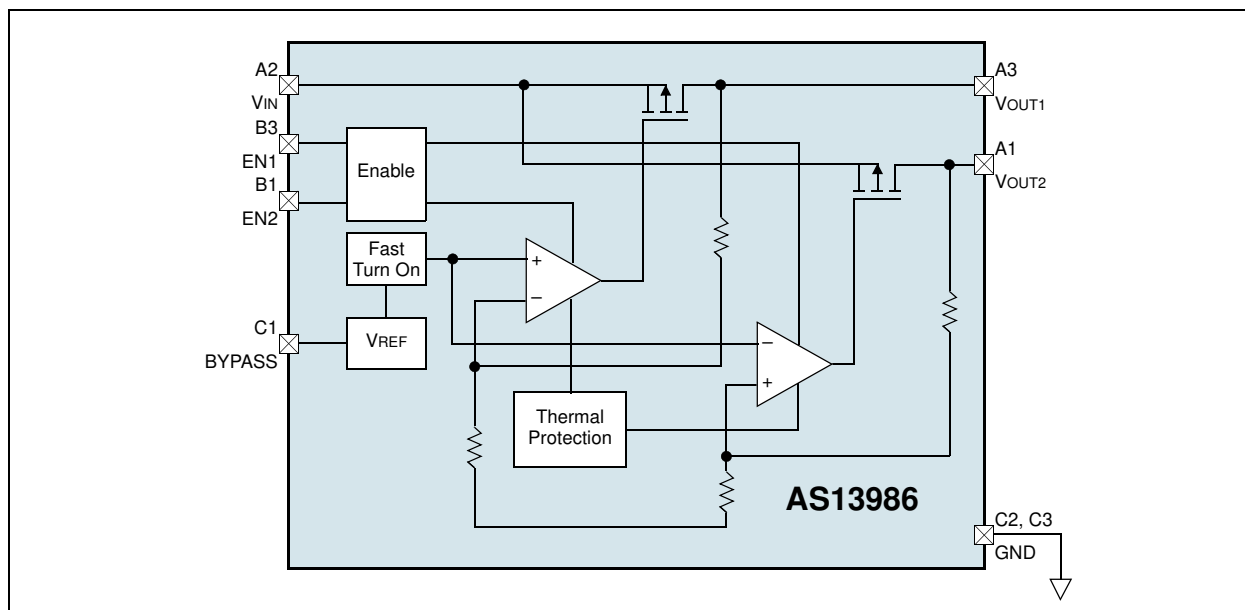 A2
VIN
B3
EN1
B1
EN2
C1
BYPASS
Enable
Fast
Turn On
VREF
+
–
Thermal
Protection
–
+
AS13986
A3
VOUT1
A1
VOUT2
C2, C3
GND